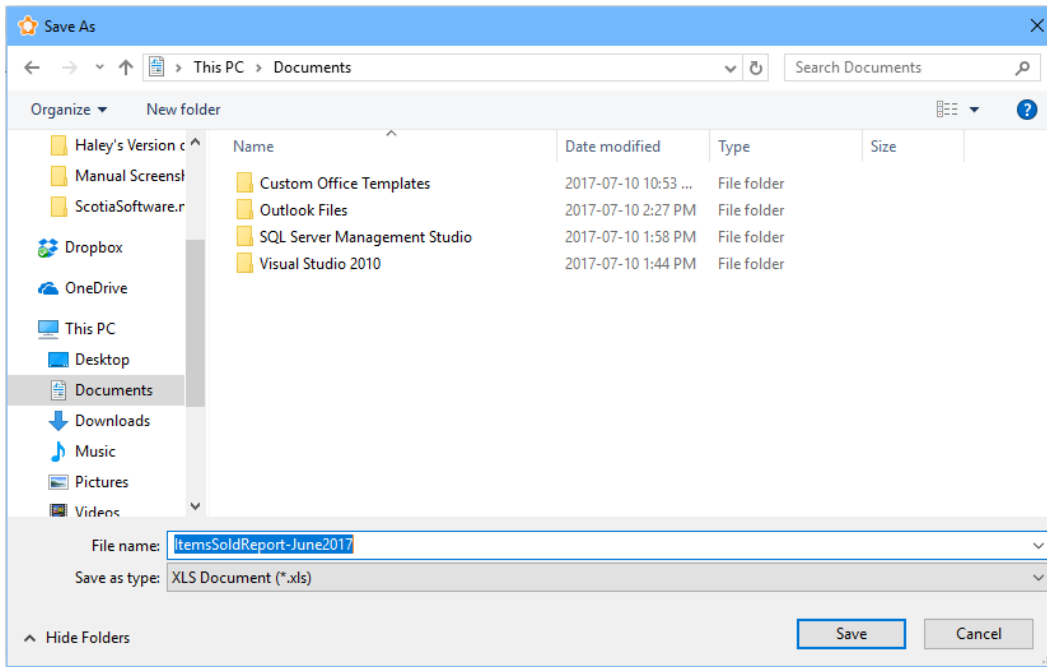 Save As
This PC > Documents
Search Documents
Organize
New folder
Name
Date modified
Type
Size
Haley's Version
Manual Screensh
ScotiaSoftware.r
Dropbox
OneDrive
This PC
Desktop
Documents
Downloads
Music
Pictures
Videos
Custom Office Templates 2017-07-10 10:53 ... File folder
Outlook Files 2017-07-10 2:27 PM File folder
SQL Server Management Studio 2017-07-10 1:58 PM File folder
Visual Studio 2010 2017-07-10 1:44 PM File folder
File name: ItemsSoldReport-June2017
Save as type: XLS Document (*.xls)
Hide Folders
Save
Cancel